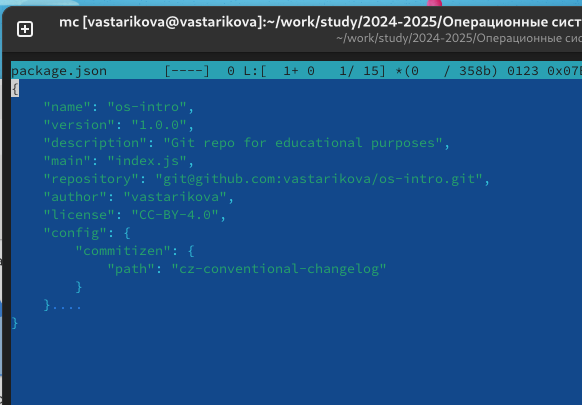 mc [vastarikova@vastarikova]:~/work/study/2024-2025/Операционные
~/work/study/2024-2025/Операционные
package.json [----] 0 L:[ 1+ 0 1/ 15] *(0 / 358b) 0123 0x07
{
"name": "os-intro",
"version": "1.0.0",
"description": "Git repo for educational purposes",
"main": "index.js",
"repository": "git@github.com:vastarikova/os-intro.git",
"author": "vastarikova",
"license": "CC-BY-4.0",
"config": {
"commitizen": {
"path": "cz-conventional-changelog"
}
}....
}